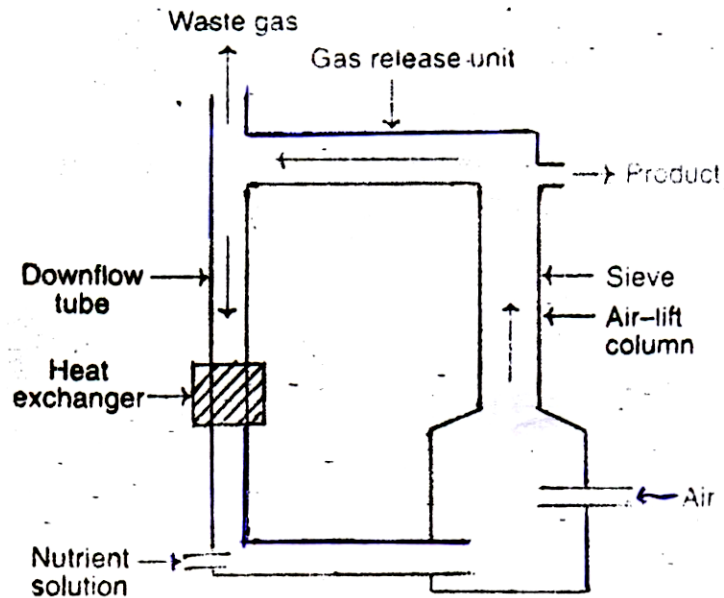 Waste gas
Gas release unit
Product
Downflow
tube
Sieve
Air-lift
column
Heat
exchanger
Air
Nutrient
solution